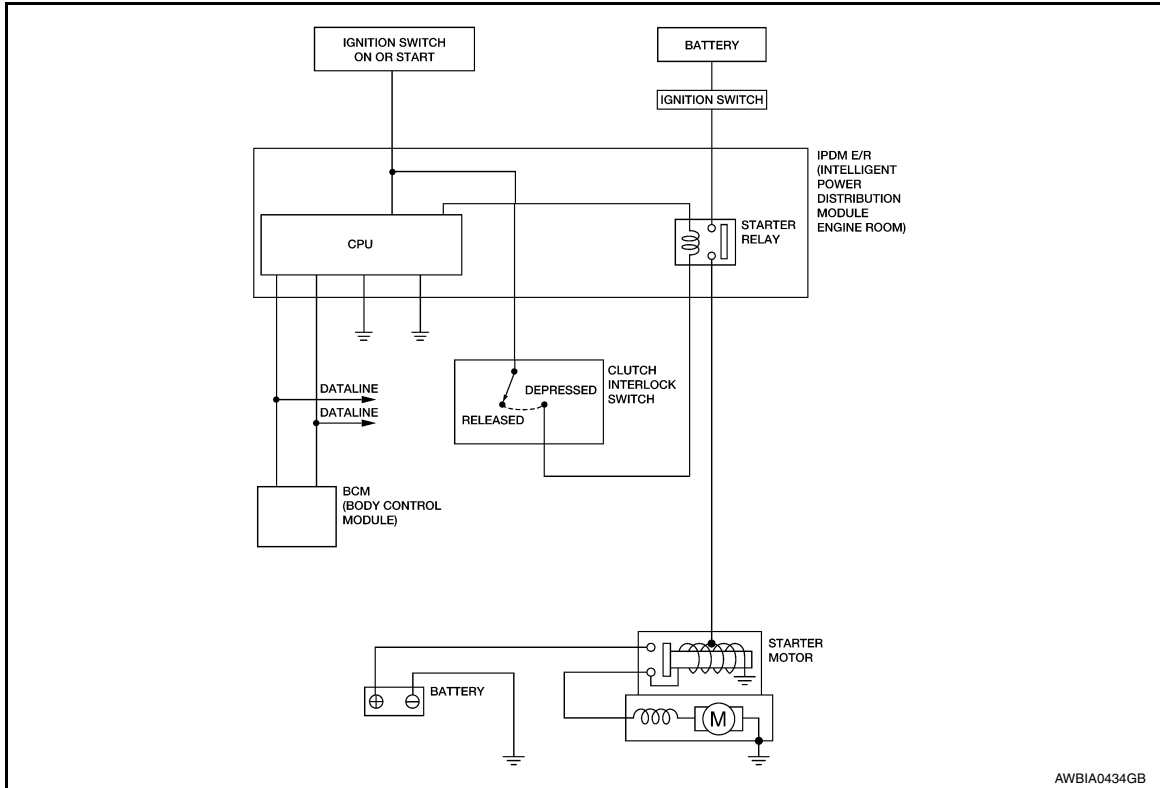 IGNITION SWITCH
ON OR START
BATTERY
IGNITION SWITCH
IPDM E/R
(INTELLIGENT
POWER
DISTRIBUTION
MODULE
ENGINE ROOM)
STARTER
RELAY
CPU
CLUTCH
INTERLOCK
SWITCH
DEPRESSED
RELEASED
DATALINE
DATALINE
BCM
(BODY CONTROL
MODULE)
STARTER
MOTOR
BATTERY
M
AWBIA0434GB